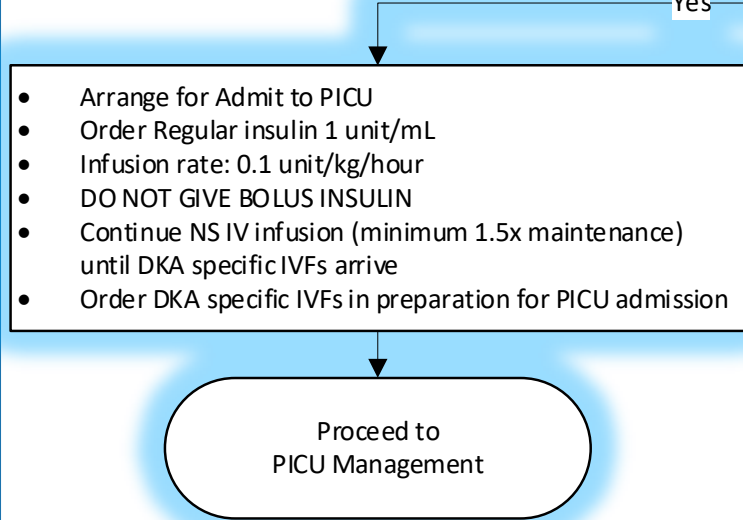 Yes
• Arrange for Admit to PICU
• Order Regular insulin 1 unit/mL
• Infusion rate: 0.1 unit/kg/hour
• DO NOT GIVE BOLUS INSULIN
• Continue NS IV infusion (minimum 1.5x maintenance)
until DKA specific IVFs arrive
• Order DKA specific IVFs in preparation for PICU admission
Proceed to
PICU Management